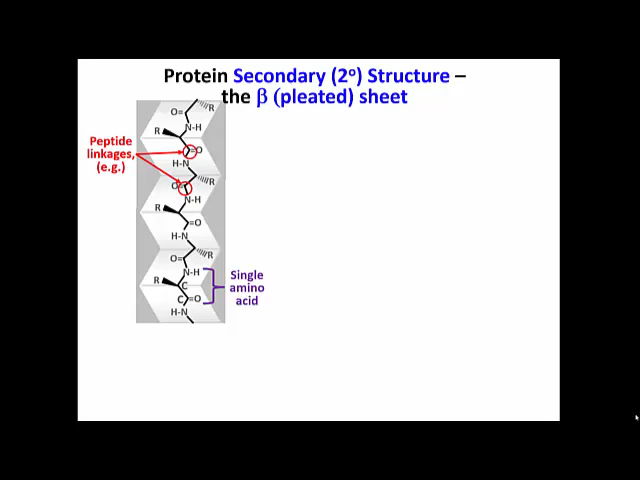 Protein Secondary (2º) Structure –
the β (pleated) sheet
O=
R
N-H
R
=O
H-N
Peptide
linkages,
(e.g.)
R
O=
N-H
R
=O
H-N
R
O=
N-H
R
C
C=O
H-N
Single
amino
acid